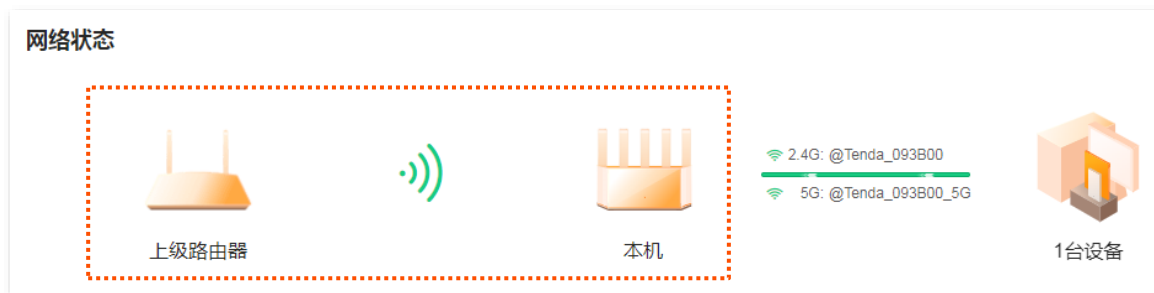 网络状态
2.4G: @Tenda_093B00
5G: @Tenda_093B00_5G
上级路由器
本机
1台设备